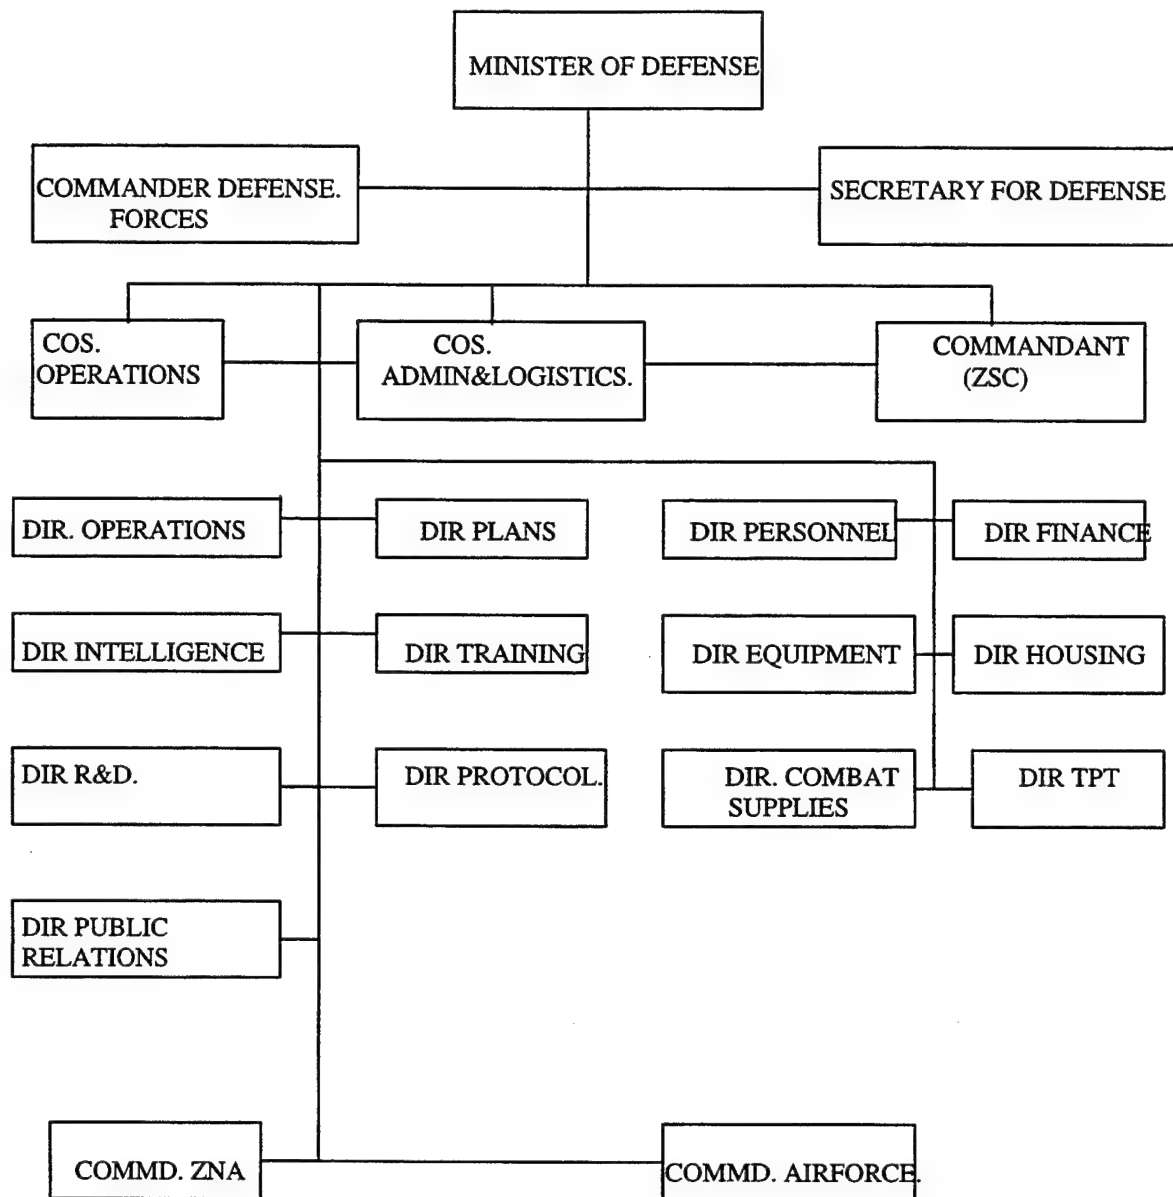 MINISTER OF DEFENSE
COMMANDER DEFENSE.
FORCES
SECRETARY FOR DEFENSE
COS.
OPERATIONS
COS.
ADMIN&LOGISTICS.
COMMANDANT
(ZSC)
DIR. OPERATIONS
DIR PLANS
DIR PERSONNEL
DIR FINANCE
DIR INTELLIGENCE
DIR TRAINING
DIR EQUIPMENT
DIR HOUSING
DIR R&D.
DIR PROTOCOL.
DIR. COMBAT
SUPPLIES
DIR TPT
DIR PUBLIC
RELATIONS
COMMD. ZNA
COMMD. AIRFORCE.